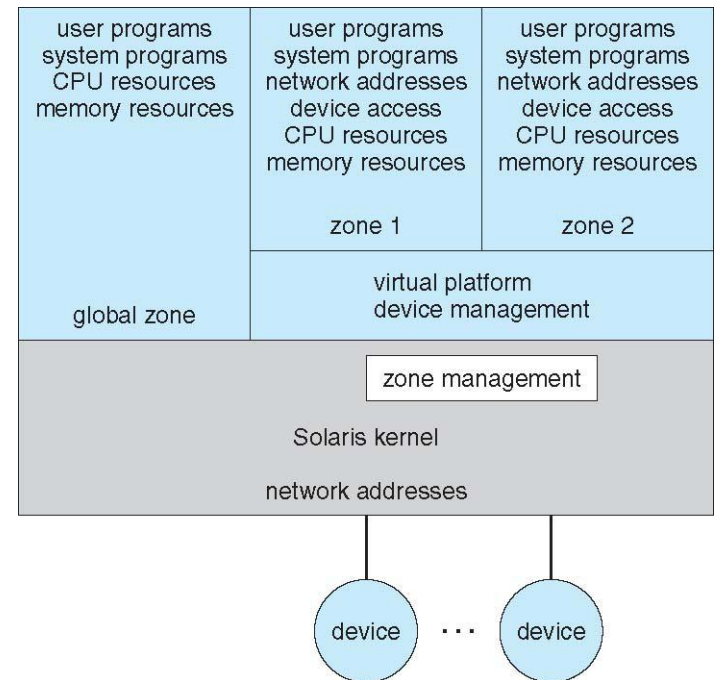 user programs
system programs
CPU resources
memory resources
global zone
user programs
system programs
network addresses
device access
CPU resources
memory resources
zone 1
user programs
system programs
network addresses
device access
CPU resources
memory resources
zone 2
virtual platform
device management
zone management
Solaris kernel
network addresses
device
...
device